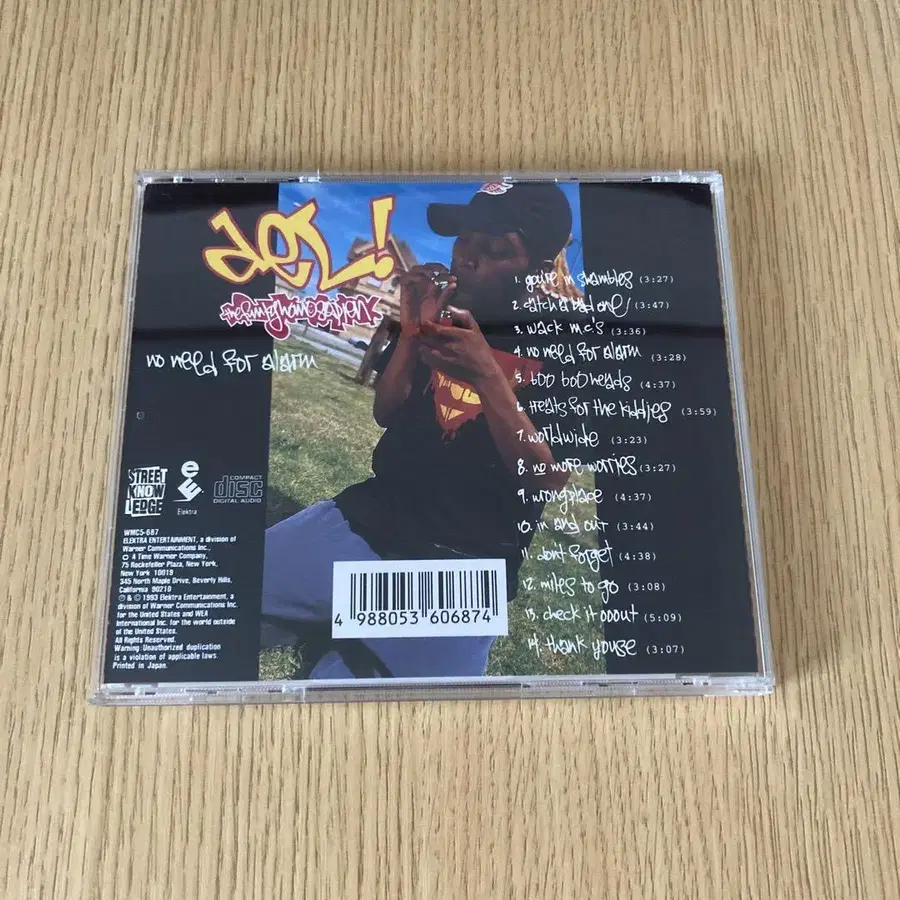 del!
the funkyhomosapien
no need for alarm
1. you're in shambles (3:27)
2. catch a bad one! (3:47)
3. wack m.c.'s (3:36)
4. no need for alarm (3:28)
5. boo boo heads (4:37)
6. treats for the kiddies (3:59)
7. worldwide (3:23)
8. no more worries (3:27)
9. wrongplace (4:37)
10. in and out (3:44)
11. don't forget (4:38)
12. miles to go (3:08)
13. check it ooout (5:09)
14. thank youse (3:07)
STREET
KNOW
LEDGE
Elektra
COMPACT
disc
DIGITAL AUDIO
WMC5-687
ELEKTRA ENTERTAINMENT, a division of
Warner Communications Inc.,
A Time Warner Company,
75 Rockefeller Plaza, New York,
New York 10019
345 North Maple Drive, Beverly Hills,
California 90210
℗ & © 1993 Elektra Entertainment, a
division of Warner Communications Inc.
for the United States and WEA
International Inc. for the world outside
of the United States.
All Rights Reserved.
Warning: Unauthorized duplication
is a violation of applicable laws.
Printed in Japan.
4 988053 606874